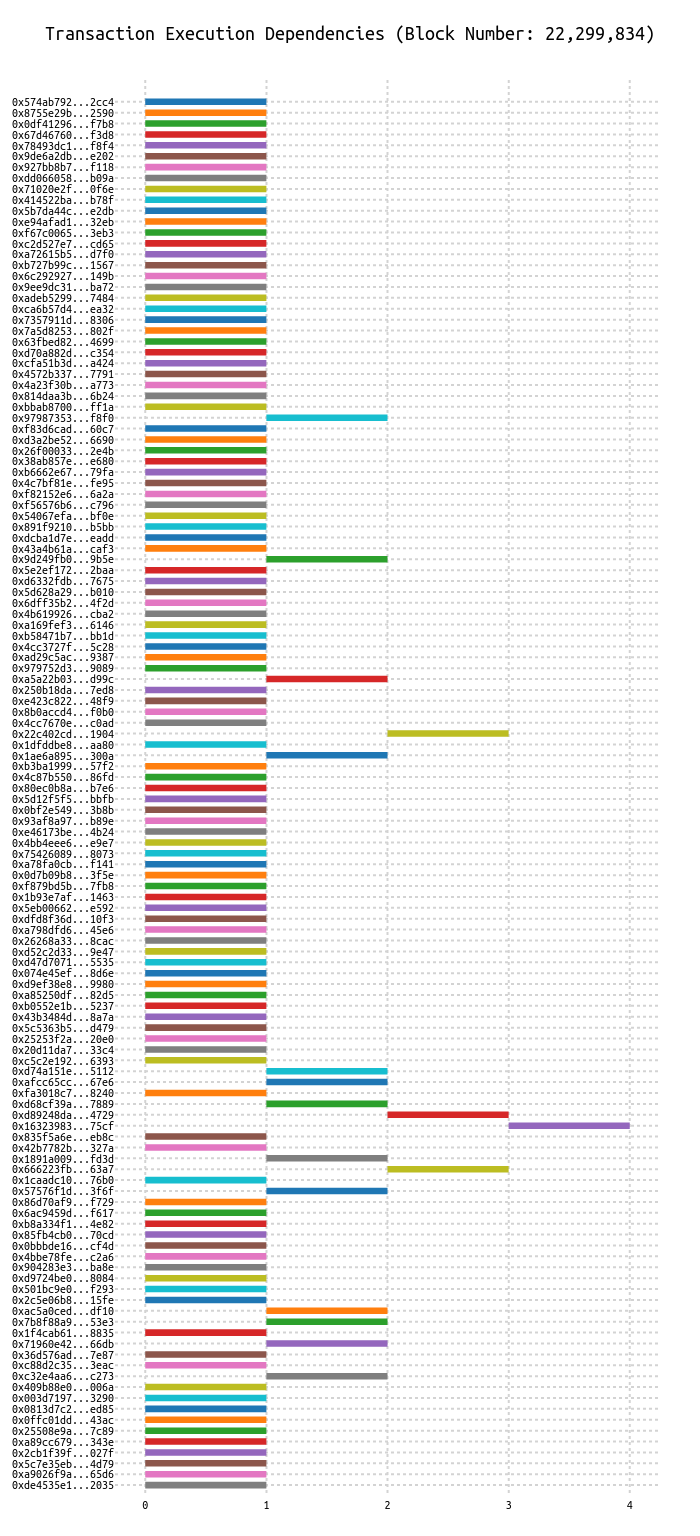 Transaction Execution Dependencies (Block Number: 22,299,834)
0x574ab792...2cc4
0x8755e29b...2590
0x0df41296...f7b8
0x67d46760...f3d8
0x78493dc1...f8f4
0x9de6a2db...e202
0x927bb8b7...f118
0xdd066058...b09a
0x71020e2f...0f6e
0x414522ba...b78f
0x5b7da44c...e2db
0xe94afad1...32eb
0xf67c0065...3eb3
0xc2d527e7...cd65
0xa72615b5...d7f0
0xb727b99c...1567
0x6c292927...149b
0x9ee9dc31...ba72
0xadeb5299...7484
0xca6b57d4...ea32
0x7357911d...8306
0x7a5d8253...802f
0x63fbed82...4699
0xd70a882d...c354
0xcfa51b3d...a424
0x4572b337...7791
0x4a23f30b...a773
0x814daa3b...6b24
0xbbab8700...ff1a
0x97987353...f8f0
0xf83d6cad...60c7
0xd3a2be52...6690
0x26f00033...2e4b
0x38ab857e...e680
0xb6662e67...79fa
0x4c7bf81e...fe95
0xf82152e6...6a2a
0xf56576b6...c796
0x54067efa...bf0e
0x891f9210...b5bb
0xdcba1d7e...eadd
0x43a4b61a...caf3
0x9d249fb0...9b5e
0x5e2ef172...2baa
0xd6332fdb...7675
0x5d628a29...b010
0x6dff35b2...4f2d
0x4b619926...cba2
0xa169fef3...6146
0xb58471b7...bb1d
0x4cc3727f...5c28
0xad29c5ac...9387
0x979752d3...9089
0xa5a22b03...d99c
0x250b18da...7ed8
0xe423c822...48f9
0x8b0accd4...f0b0
0x4cc7670e...c0ad
0x22c402cd...1904
0x1dfddbe8...aa80
0x1ae6a895...300a
0xb3ba1999...57f2
0x4c87b550...86fd
0x80ec0b8a...b7e6
0x5d12f5f5...bbfb
0x0bf2e549...3b8b
0x93af8a97...b89e
0xe46173be...4b24
0x4bb4eee6...e9e7
0x75426089...8073
0xa78fa0cb...f141
0x0d7b09b8...3f5e
0xf879bd5b...7fb8
0x1b93e7af...1463
0x5eb00662...e592
0xdfd8f36d...10f3
0xa798dfd6...45e6
0x26268a33...8cac
0xd52c2d33...9e47
0xd47d7071...5535
0x074e45ef...8d6e
0xd9ef38e8...9980
0xa85250df...82d5
0xb0552e1b...5237
0x43b3484d...8a7a
0x5c5363b5...d479
0x25253f2a...20e0
0x20d11da7...33c4
0xc5c2e192...6393
0xd74a151e...5112
0xafcc65cc...67e6
0xfa3018c7...8240
0xd68cf39a...7889
0xd89248da...4729
0x16323983...75cf
0x835f5a6e...eb8c
0x42b7782b...327a
0x1891a009...fd3d
0x666223fb...63a7
0x1caadc10...76b0
0x57576f1d...3f6f
0x86d70af9...f729
0x6ac9459d...f617
0xb8a334f1...4e82
0x85fb4cb0...70cd
0x0bbbde16...cf4d
0x4bbe78fe...c2a6
0x904283e3...ba8e
0xd9724be0...8084
0x501bc9e0...f293
0x2c5e06b8...15fe
0xac5a0ced...df10
0x7b8f88a9...53e3
0x1f4cab61...8835
0x71960e42...66db
0x36d576ad...7e87
0xc88d2c35...3eac
0xc32e4aa6...c273
0x409b88e0...006a
0x003d7197...3290
0x0813d7c2...ed85
0x0ffc01dd...43ac
0x25508e9a...7c89
0xa89cc679...343e
0x2cb1f39f...027f
0x5c7e35eb...4d79
0xa9026f9a...65d6
0xde4535e1...2035
0 1 2 3 4